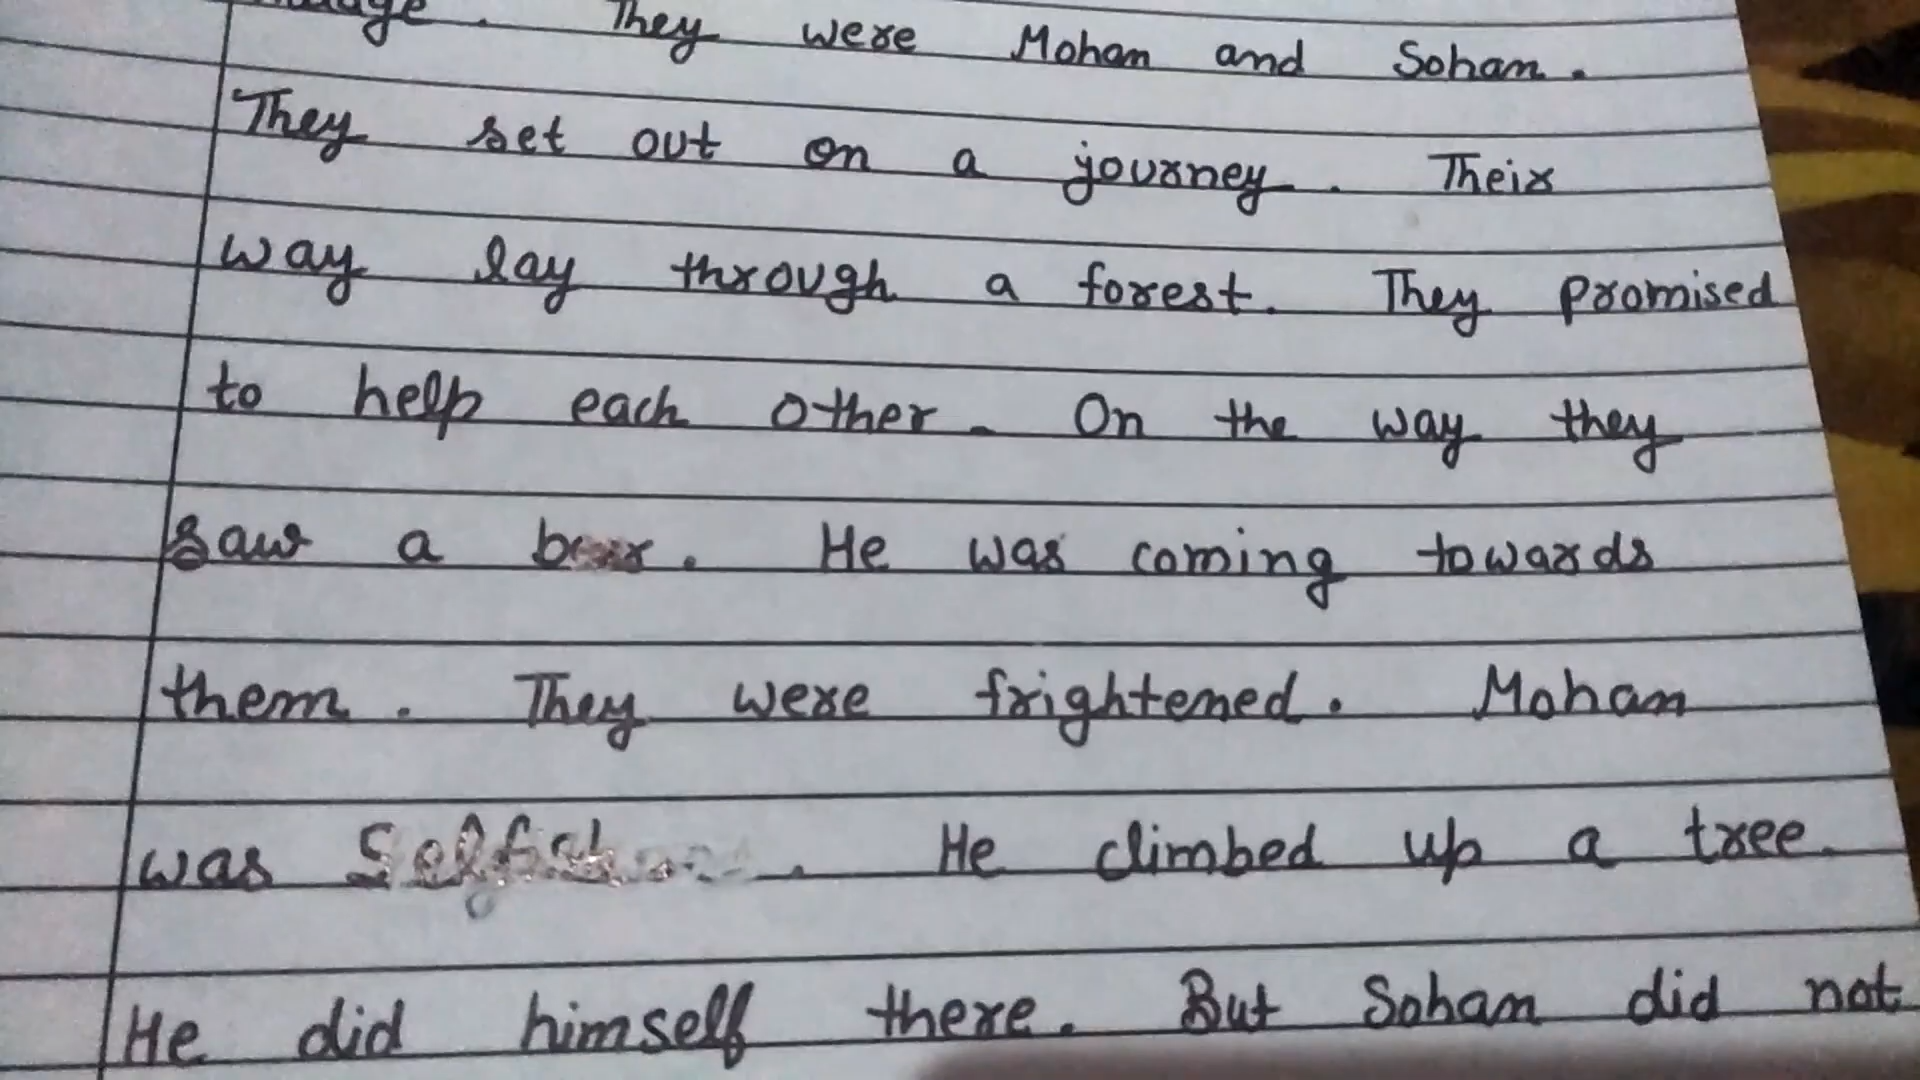 They were Mohan and Sohan.
They set out on a journey. Their
way lay through a forest. They promised
to help each other. On the way they
saw a bear. He was coming towards
them. They were frightened. Mohan
was Selfish. He climbed up a tree.
He did himself there. But Sohan did not